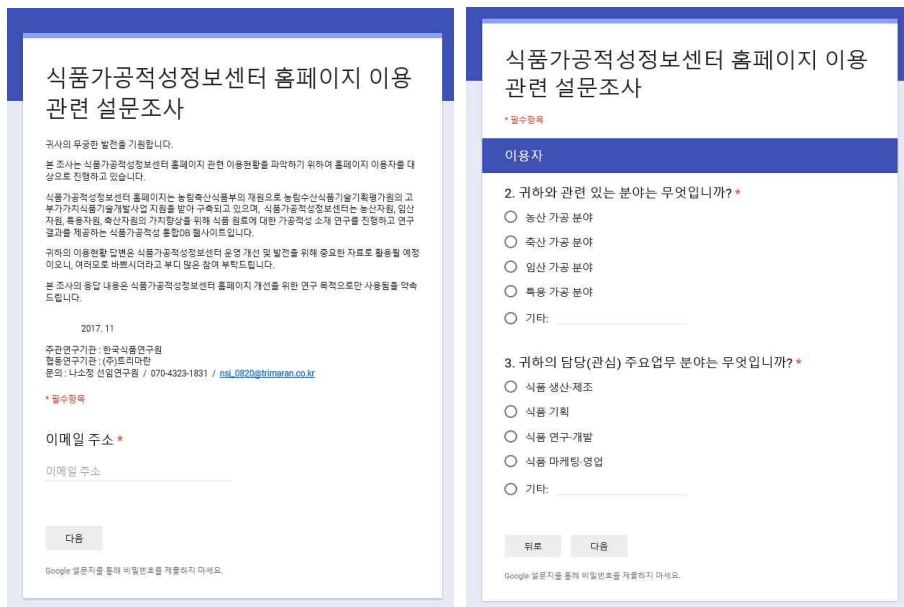 식품가공적성정보센터 홈페이지 이용
관련 설문조사
귀사의 무궁한 발전을 기원합니다.
본 조사는 식품가공적성정보센터 홈페이지 관련 이용현황을 파악하기 위하여 홈페이지 이용자를 대
상으로 진행하고 있습니다.
식품가공적성정보센터 홈페이지는 농림축산식품부의 재원으로 농림수산식품기술기획평가원의 고
부가가치식품기술개발사업 지원을 받아 구축되고 있으며, 식품가공적성정보센터는 농산자원, 임산
자원, 특용자원, 축산자원의 가치향상을 위해 식품 원료에 대한 가공적성 소재 연구를 진행하고 연구
결과를 제공하는 식품가공적성 통합DB 웹사이트입니다.
귀하의 이용현황 답변은 식품가공적성정보센터 운영 개선 및 발전을 위해 중요한 자료로 활용될 예정
이오니, 여러모로 바쁘시더라고 부디 많은 참여 부탁드립니다.
본 조사의 응답 내용은 식품가공적성정보센터 홈페이지 개선을 위한 연구 목적으로만 사용됨을 약속
드립니다.
2017. 11
주관연구기관 : 한국식품연구원
협동연구기관 : (주)트리마란
문의 : 나소정 선임연구원 / 070-4323-1831 / nsj_0820@trimaran.co.kr
* 필수항목
이메일 주소 *
이메일 주소
다음
Google 설문지를 통해 비밀번호를 제출하지 마세요.
식품가공적성정보센터 홈페이지 이용
관련 설문조사
* 필수항목
이용자
2. 귀하와 관련 있는 분야는 무엇입니까? *
농산 가공 분야
축산 가공 분야
임산 가공 분야
특용 가공 분야
기타:
3. 귀하의 담당(관심) 주요업무 분야는 무엇입니까? *
식품 생산·제조
식품 기획
식품 연구·개발
식품 마케팅·영업
기타:
뒤로 다음
Google 설문지를 통해 비밀번호를 제출하지 마세요.